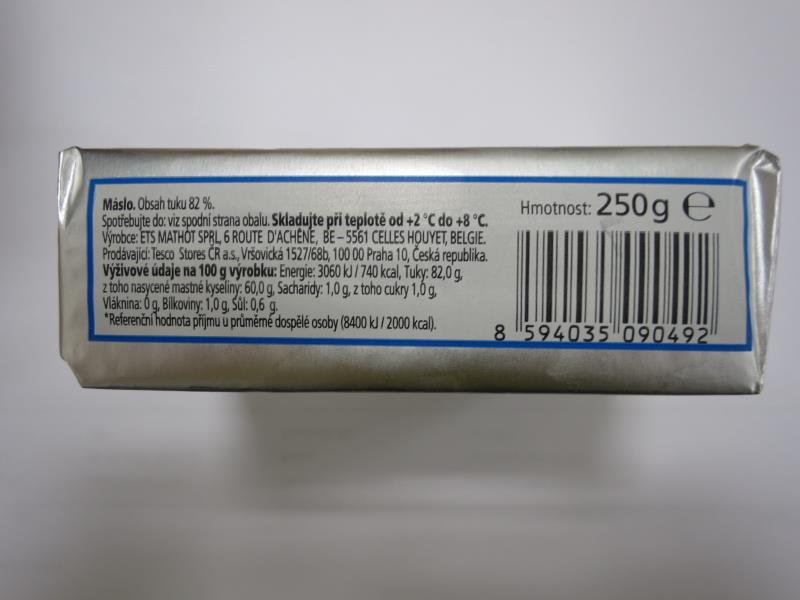 Máslo. Obsah tuku 82 %.
Spotřebujte do: viz spodní strana obalu. Skladujte při teplotě od +2 °C do +8 °C.
Výrobce: ETS MATHOT SPRL, 6 ROUTE D'ACHÊNE, BE – 5561 CELLES HOUYET, BELGIE.
Prodávající: Tesco Stores ČR a.s., Vršovická 1527/68b, 100 00 Praha 10, Česká republika.
Výživové údaje na 100 g výrobku: Energie: 3060 kJ / 740 kcal, Tuky: 82,0 g,
z toho nasycené mastné kyseliny: 60,0 g, Sacharidy: 1,0 g, z toho cukry 1,0 g,
Vláknina: 0 g, Bílkoviny: 1,0 g, Sůl: 0,6 g.
*Referenční hodnota příjmu u průměrné dospělé osoby (8400 kJ / 2000 kcal).
Hmotnost: 250g ℮
8 594035 090492